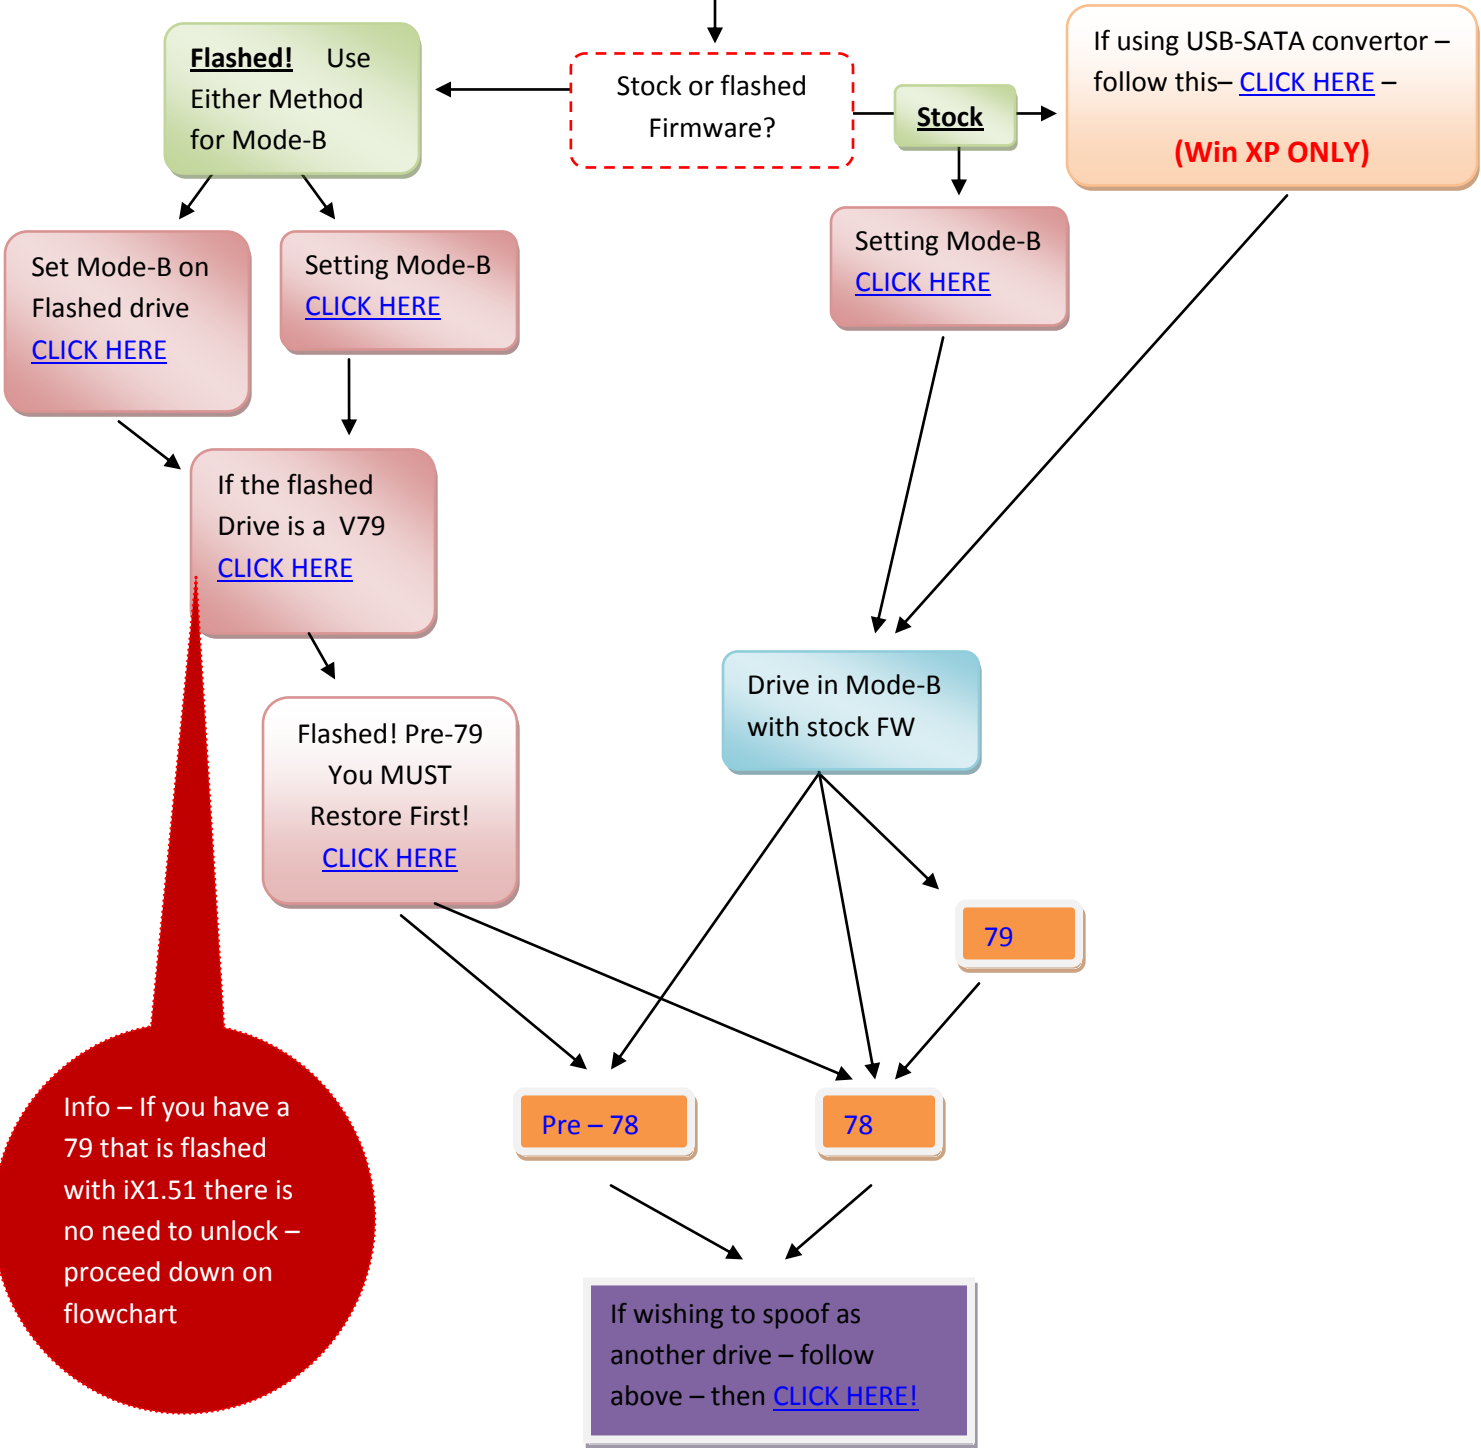 Flashed! Use
Either Method
for Mode-B
Stock or flashed
Firmware?
Stock
If using USB-SATA convertor –
follow this– CLICK HERE –
(Win XP ONLY)
Set Mode-B on
Flashed drive
CLICK HERE
Setting Mode-B
CLICK HERE
Setting Mode-B
CLICK HERE
If the flashed
Drive is a V79
CLICK HERE
Flashed! Pre-79
You MUST
Restore First!
CLICK HERE
Drive in Mode-B
with stock FW
79
Pre – 78
78
Info – If you have a
79 that is flashed
with iX1.51 there is
no need to unlock –
proceed down on
flowchart
If wishing to spoof as
another drive – follow
above – then CLICK HERE!